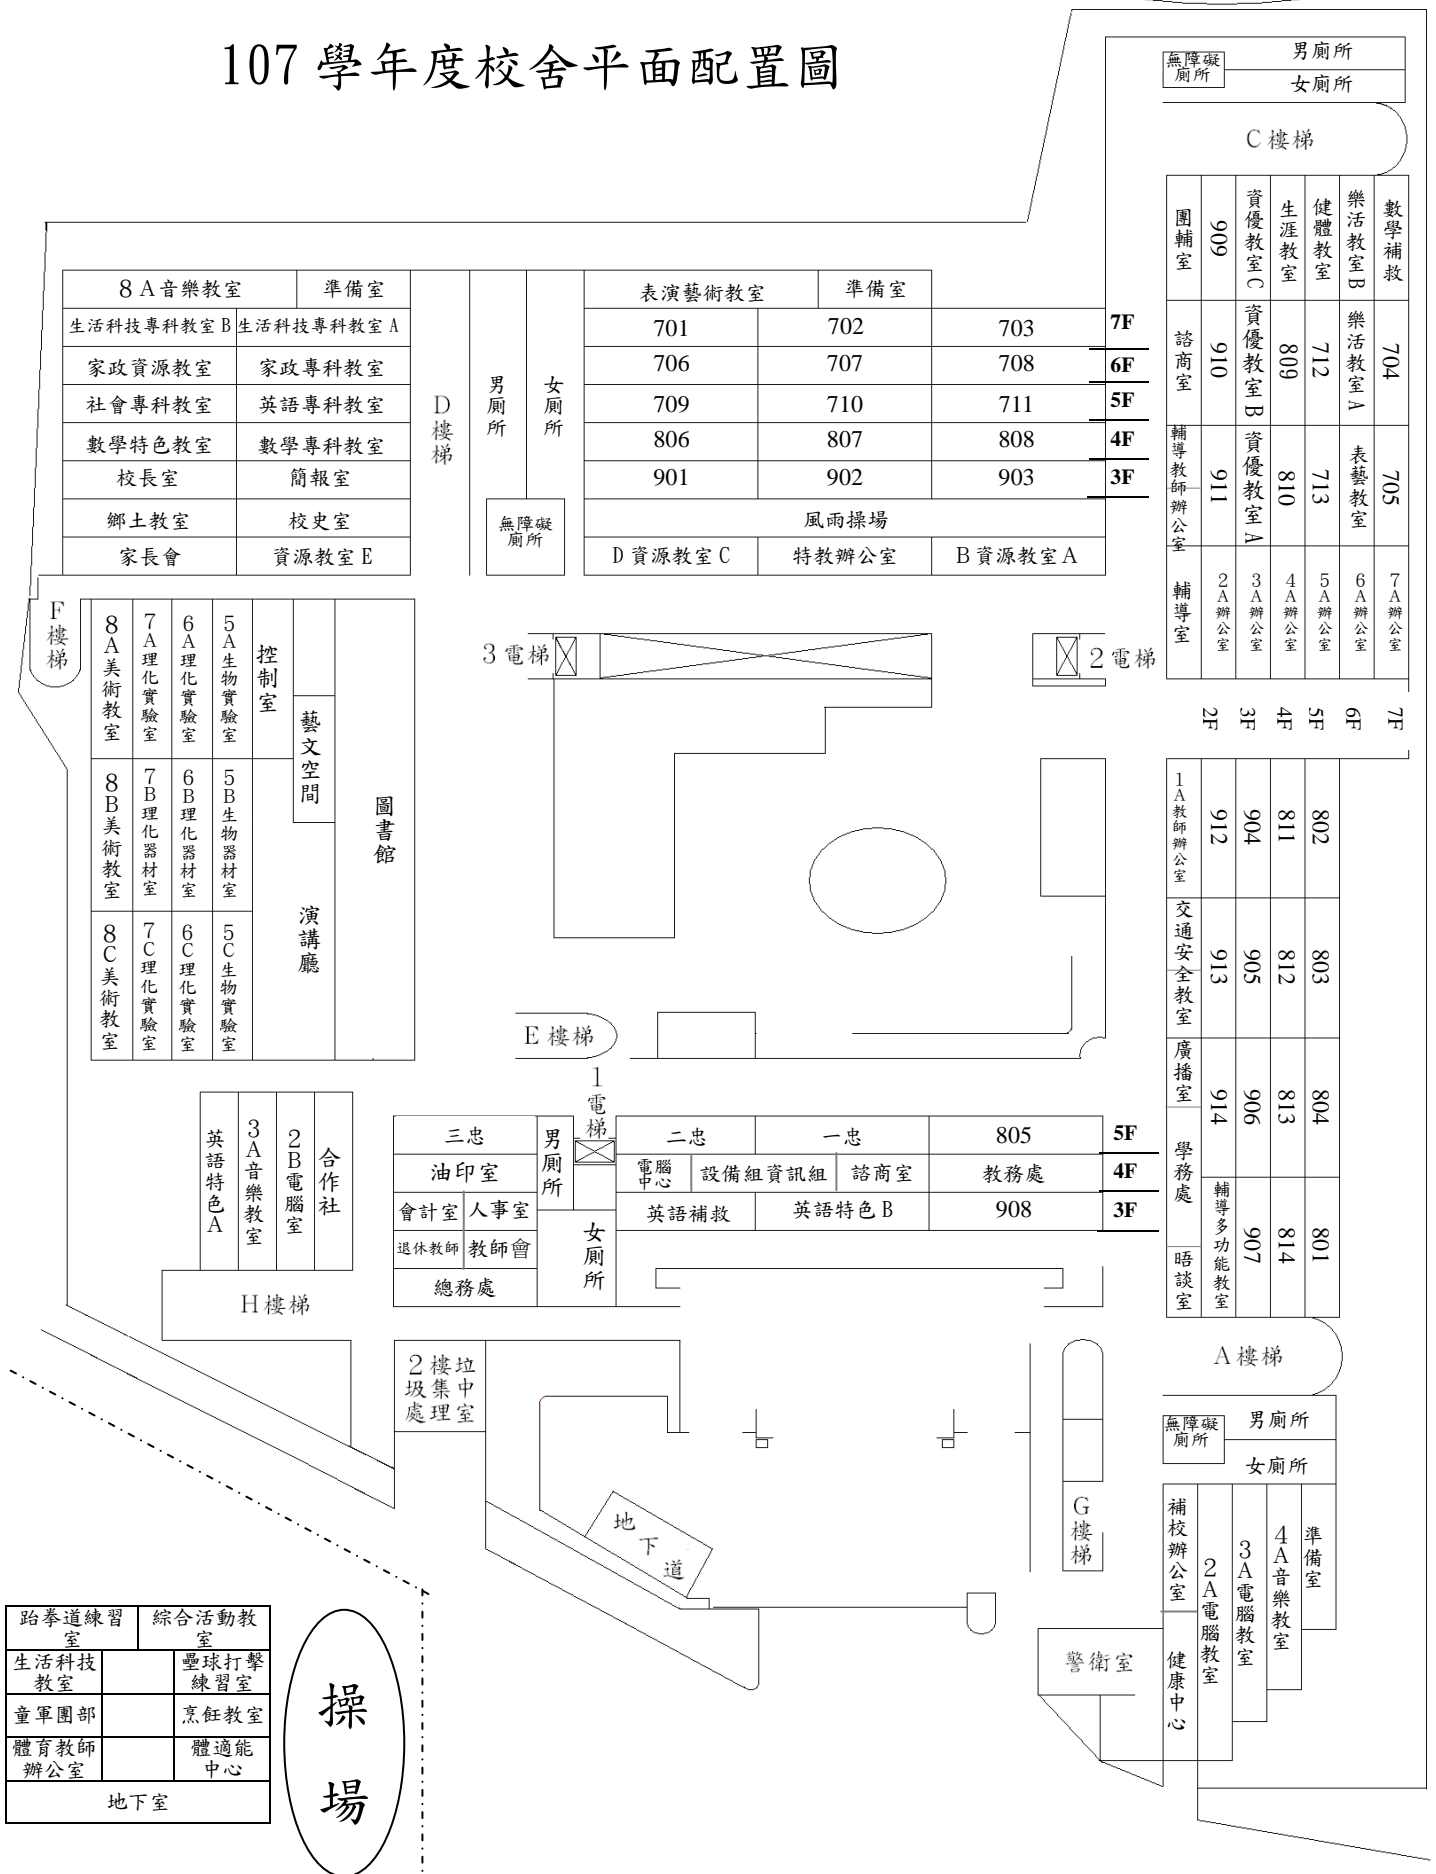 107 學年度校舍平面配置圖
無障礙
廁所
男廁所
女廁所
C 樓梯
團輔室
909
資優教室C
生涯教室
健體教室
樂活教室B
數學補救
諮商室
910
資優教室B
809
712
樂活教室A
704
輔導教師辦公室
911
資優教室A
810
713
表藝教室
705
輔導室
2A辦公室
3A辦公室
4A辦公室
5A辦公室
6A辦公室
7A辦公室
2F
3F
4F
5F
6F
7F
8A音樂教室
準備室
生活科技專科教室B
生活科技專科教室A
家政資源教室
家政專科教室
社會專科教室
英語專科教室
數學特色教室
數學專科教室
校長室
簡報室
鄉土教室
校史室
家長會
資源教室E
D樓梯
男廁所
女廁所
無障礙
廁所
表演藝術教室
準備室
701
702
703
7F
706
707
708
6F
709
710
711
5F
806
807
808
4F
901
902
903
3F
風雨操場
D資源教室C
特教辦公室
B資源教室A
F樓梯
8A美術教室
7A理化實驗室
6A理化實驗室
5A生物實驗室
控制室
藝文空間
圖書館
8B美術教室
7B理化器材室
6B理化器材室
5B生物器材室
演講廳
8C美術教室
7C理化實驗室
6C理化實驗室
5C生物實驗室
3電梯
2電梯
E樓梯
1電梯
1A教師辦公室
912
904
811
802
交通安全教室
913
905
812
803
廣播室
914
906
813
804
學務處
輔導多功能教室
907
814
801
晤談室
英語特色A
3A音樂教室
2B電腦室
合作社
H樓梯
三忠
男廁所
二忠
一忠
805
5F
油印室
電腦
中心
設備組資訊組
諮商室
教務處
4F
會計室
人事室
英語補救
英語特色B
908
3F
退休教師
教師會
女廁所
總務處
2樓垃
圾集中
處理室
A樓梯
無障礙
廁所
男廁所
女廁所
G樓梯
地下道
補校辦公室
2A電腦教室
3A電腦教室
4A音樂教室
準備室
警衛室
健康中心
跆拳道練習
室
綜合活動教
室
生活科技
教室
壘球打擊
練習室
童軍團部
烹飪教室
體育教師
辦公室
體適能
中心
地下室
操場